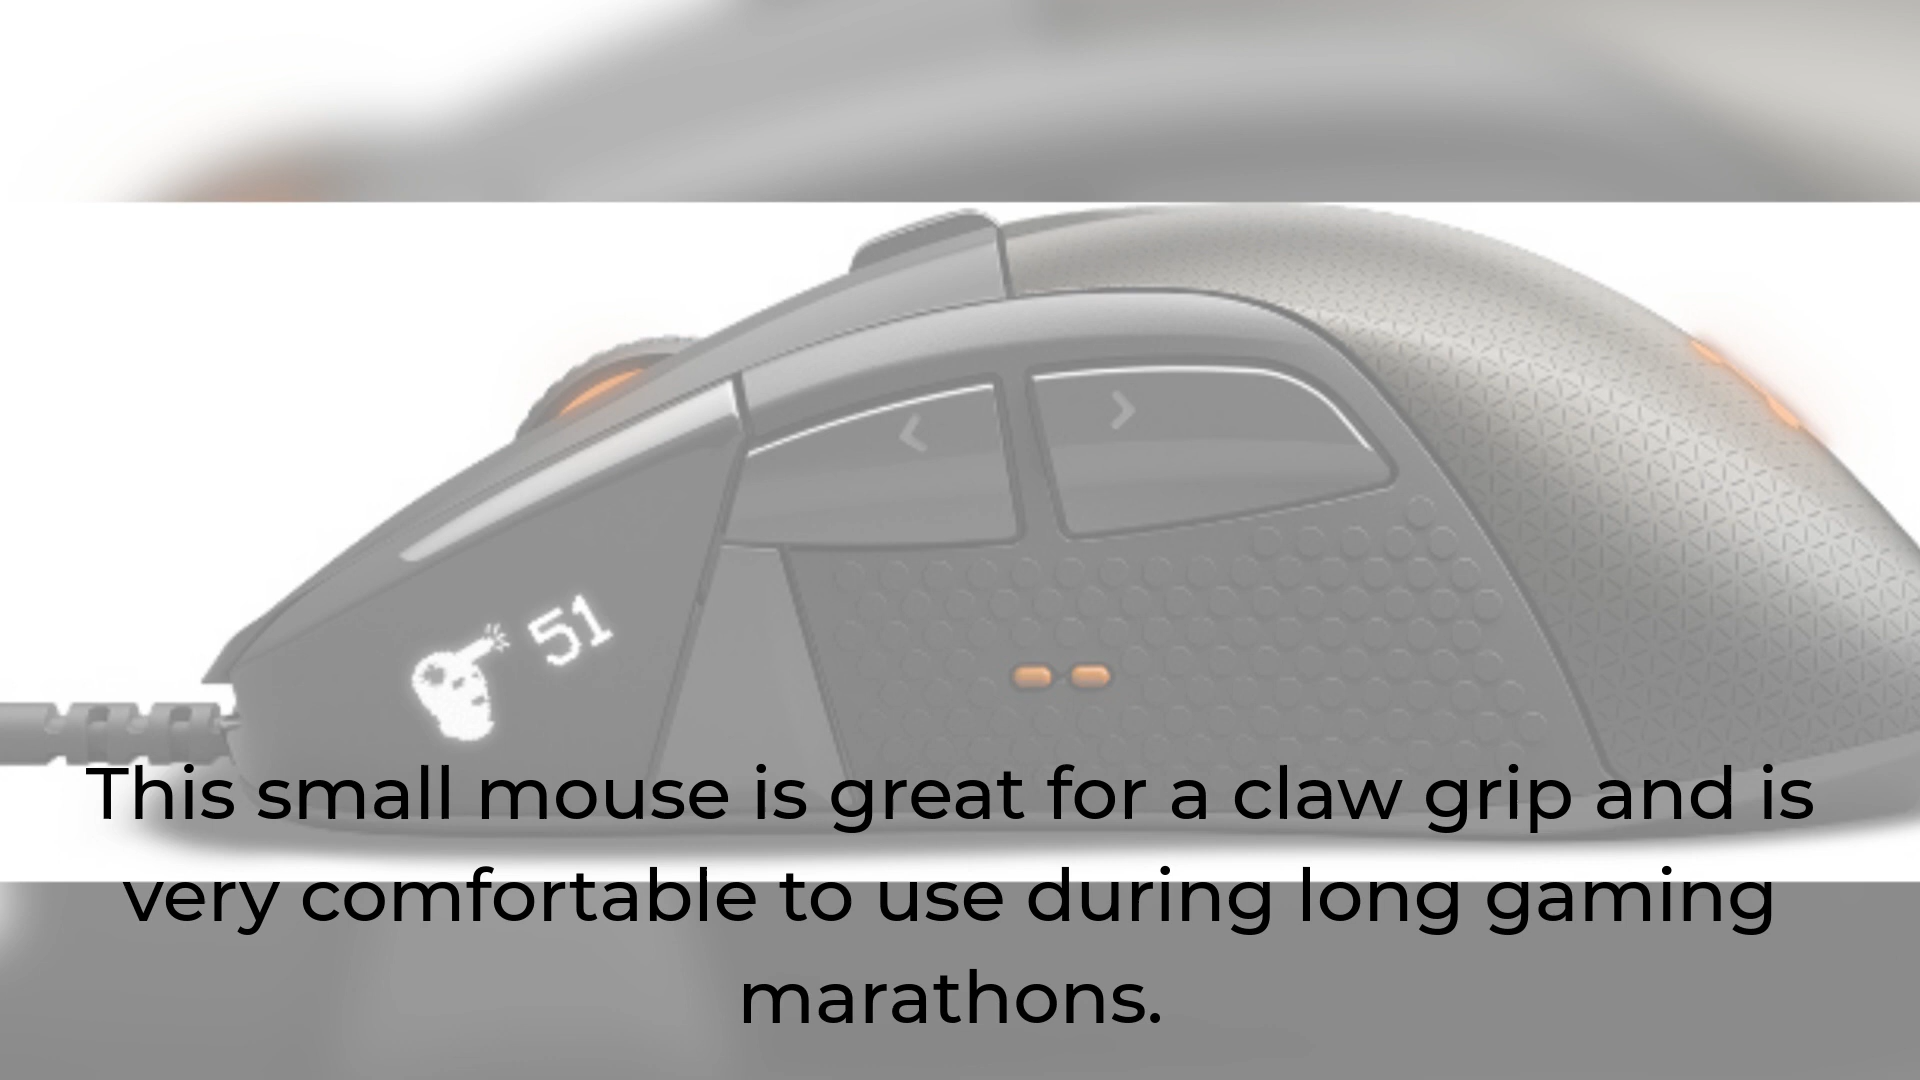 51
This small mouse is great for a claw grip and is
very comfortable to use during long gaming
marathons.